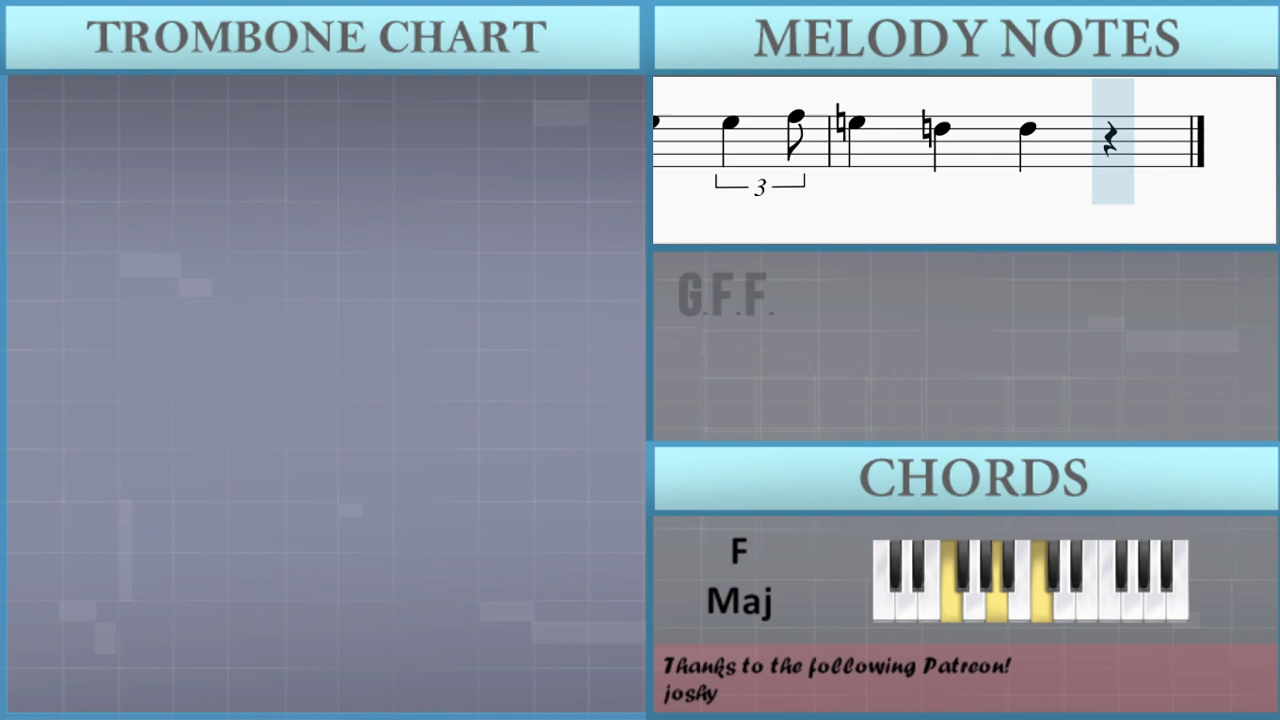 TROMBONE CHART
MELODY NOTES
3
G.F.F.
CHORDS
F
Maj
Thanks to the following Patreon!
joshy